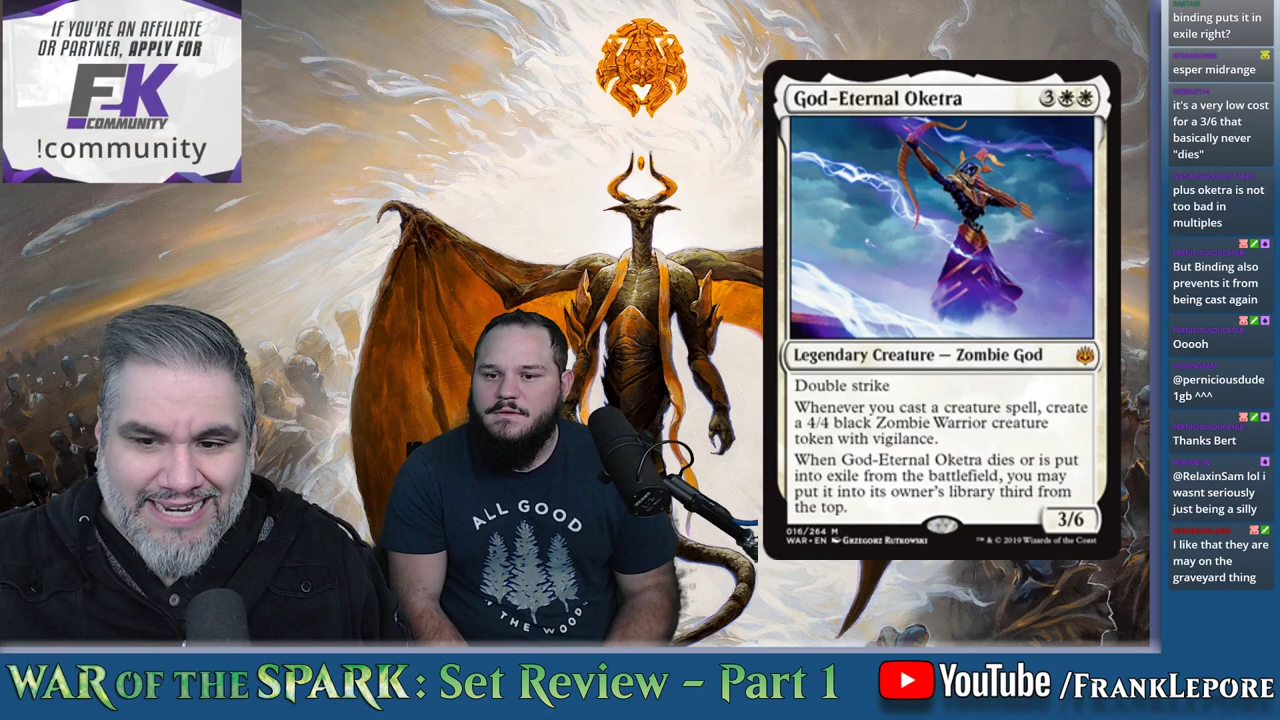 IF YOU'RE AN AFFILIATE
OR PARTNER, APPLY FOR
FK
COMMUNITY
!community
ALL GOOD
THE WOOD
God-Eternal Oketra
3
Legendary Creature — Zombie God
Double strike
Whenever you cast a creature spell, create
a 4/4 black Zombie Warrior creature
token with vigilance.
When God-Eternal Oketra dies or is put
into exile from the battlefield, you may
put it into its owner's library third from
the top.
3/6
016/264 M
WAR • EN GRZEGORZ RUTKOWSKI
™ & © 2019 Wizards of the Coast
binding puts it in
exile right?
esper midrange
it's a very low cost
for a 3/6 that
basically never
"dies"
plus oketra is not
too bad in
multiples
But Binding also
prevents it from
being cast again
Ooooh
@perniciousdude
1gb ^^^
Thanks Bert
@RelaxinSam lol i
wasnt seriously
just being a silly
I like that they are
may on the
graveyard thing
WAR OF THE SPARK: Set Review - Part 1
YouTube /FRANKLEPORE